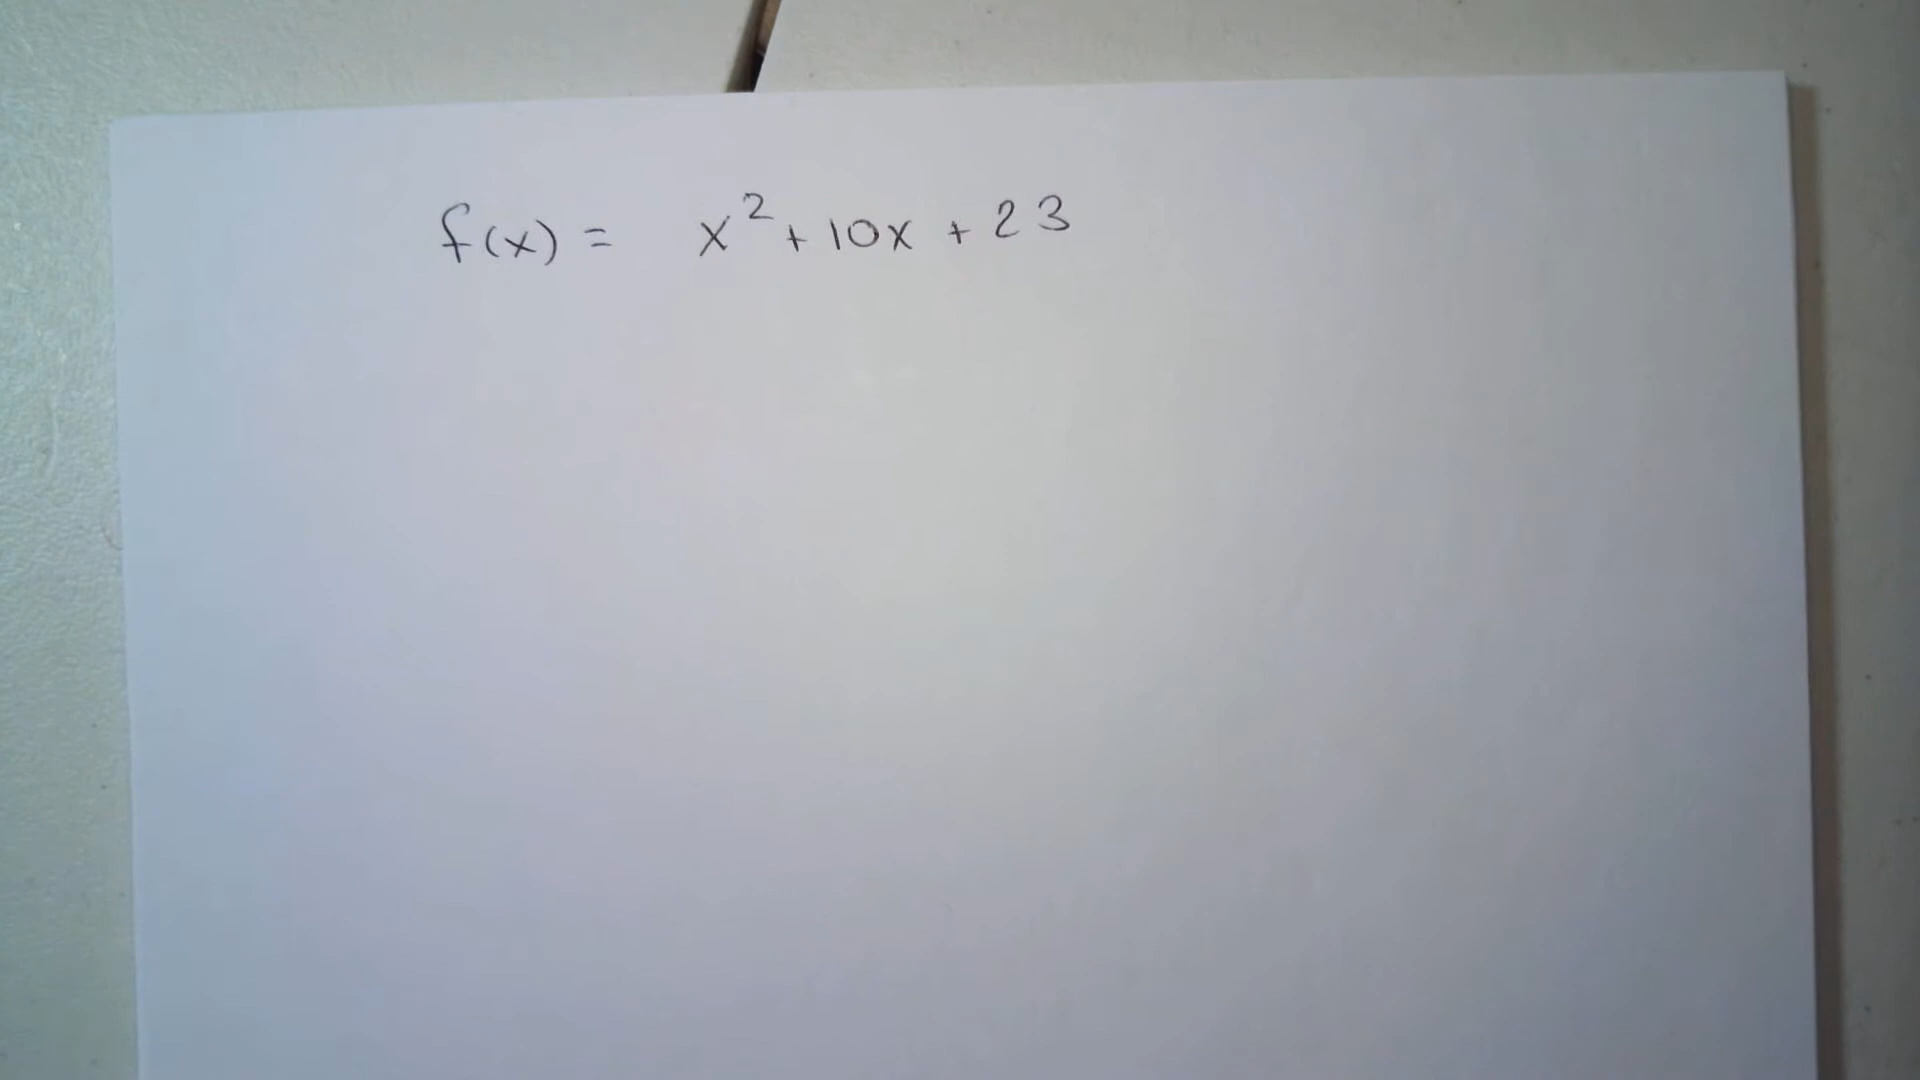 f(x) = x² + 10x + 23